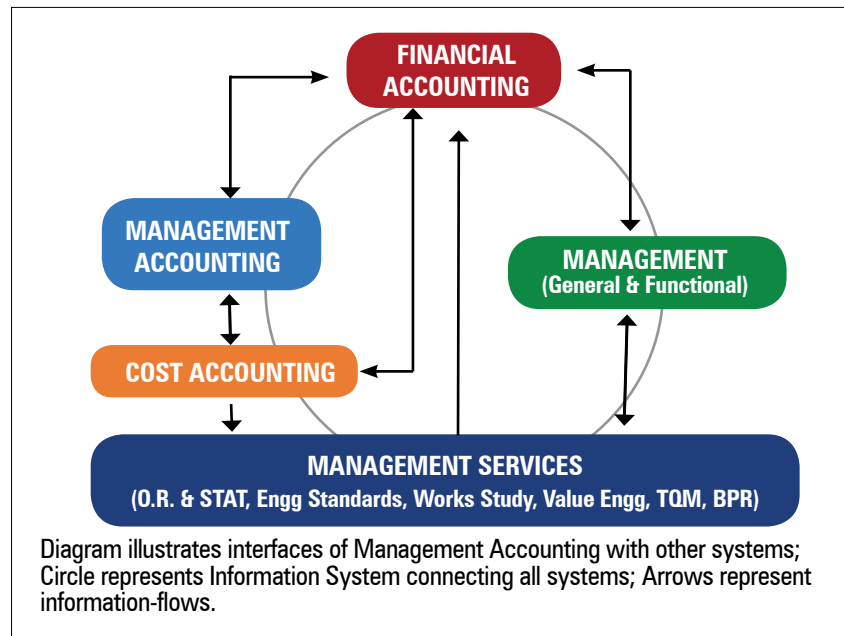 FINANCIAL
ACCOUNTING
MANAGEMENT
ACCOUNTING
MANAGEMENT
(General & Functional)
COST ACCOUNTING
MANAGEMENT SERVICES
(O.R. & STAT, Engg Standards, Works Study, Value Engg, TQM, BPR)
Diagram illustrates interfaces of Management Accounting with other systems;
Circle represents Information System connecting all systems; Arrows represent
information-flows.